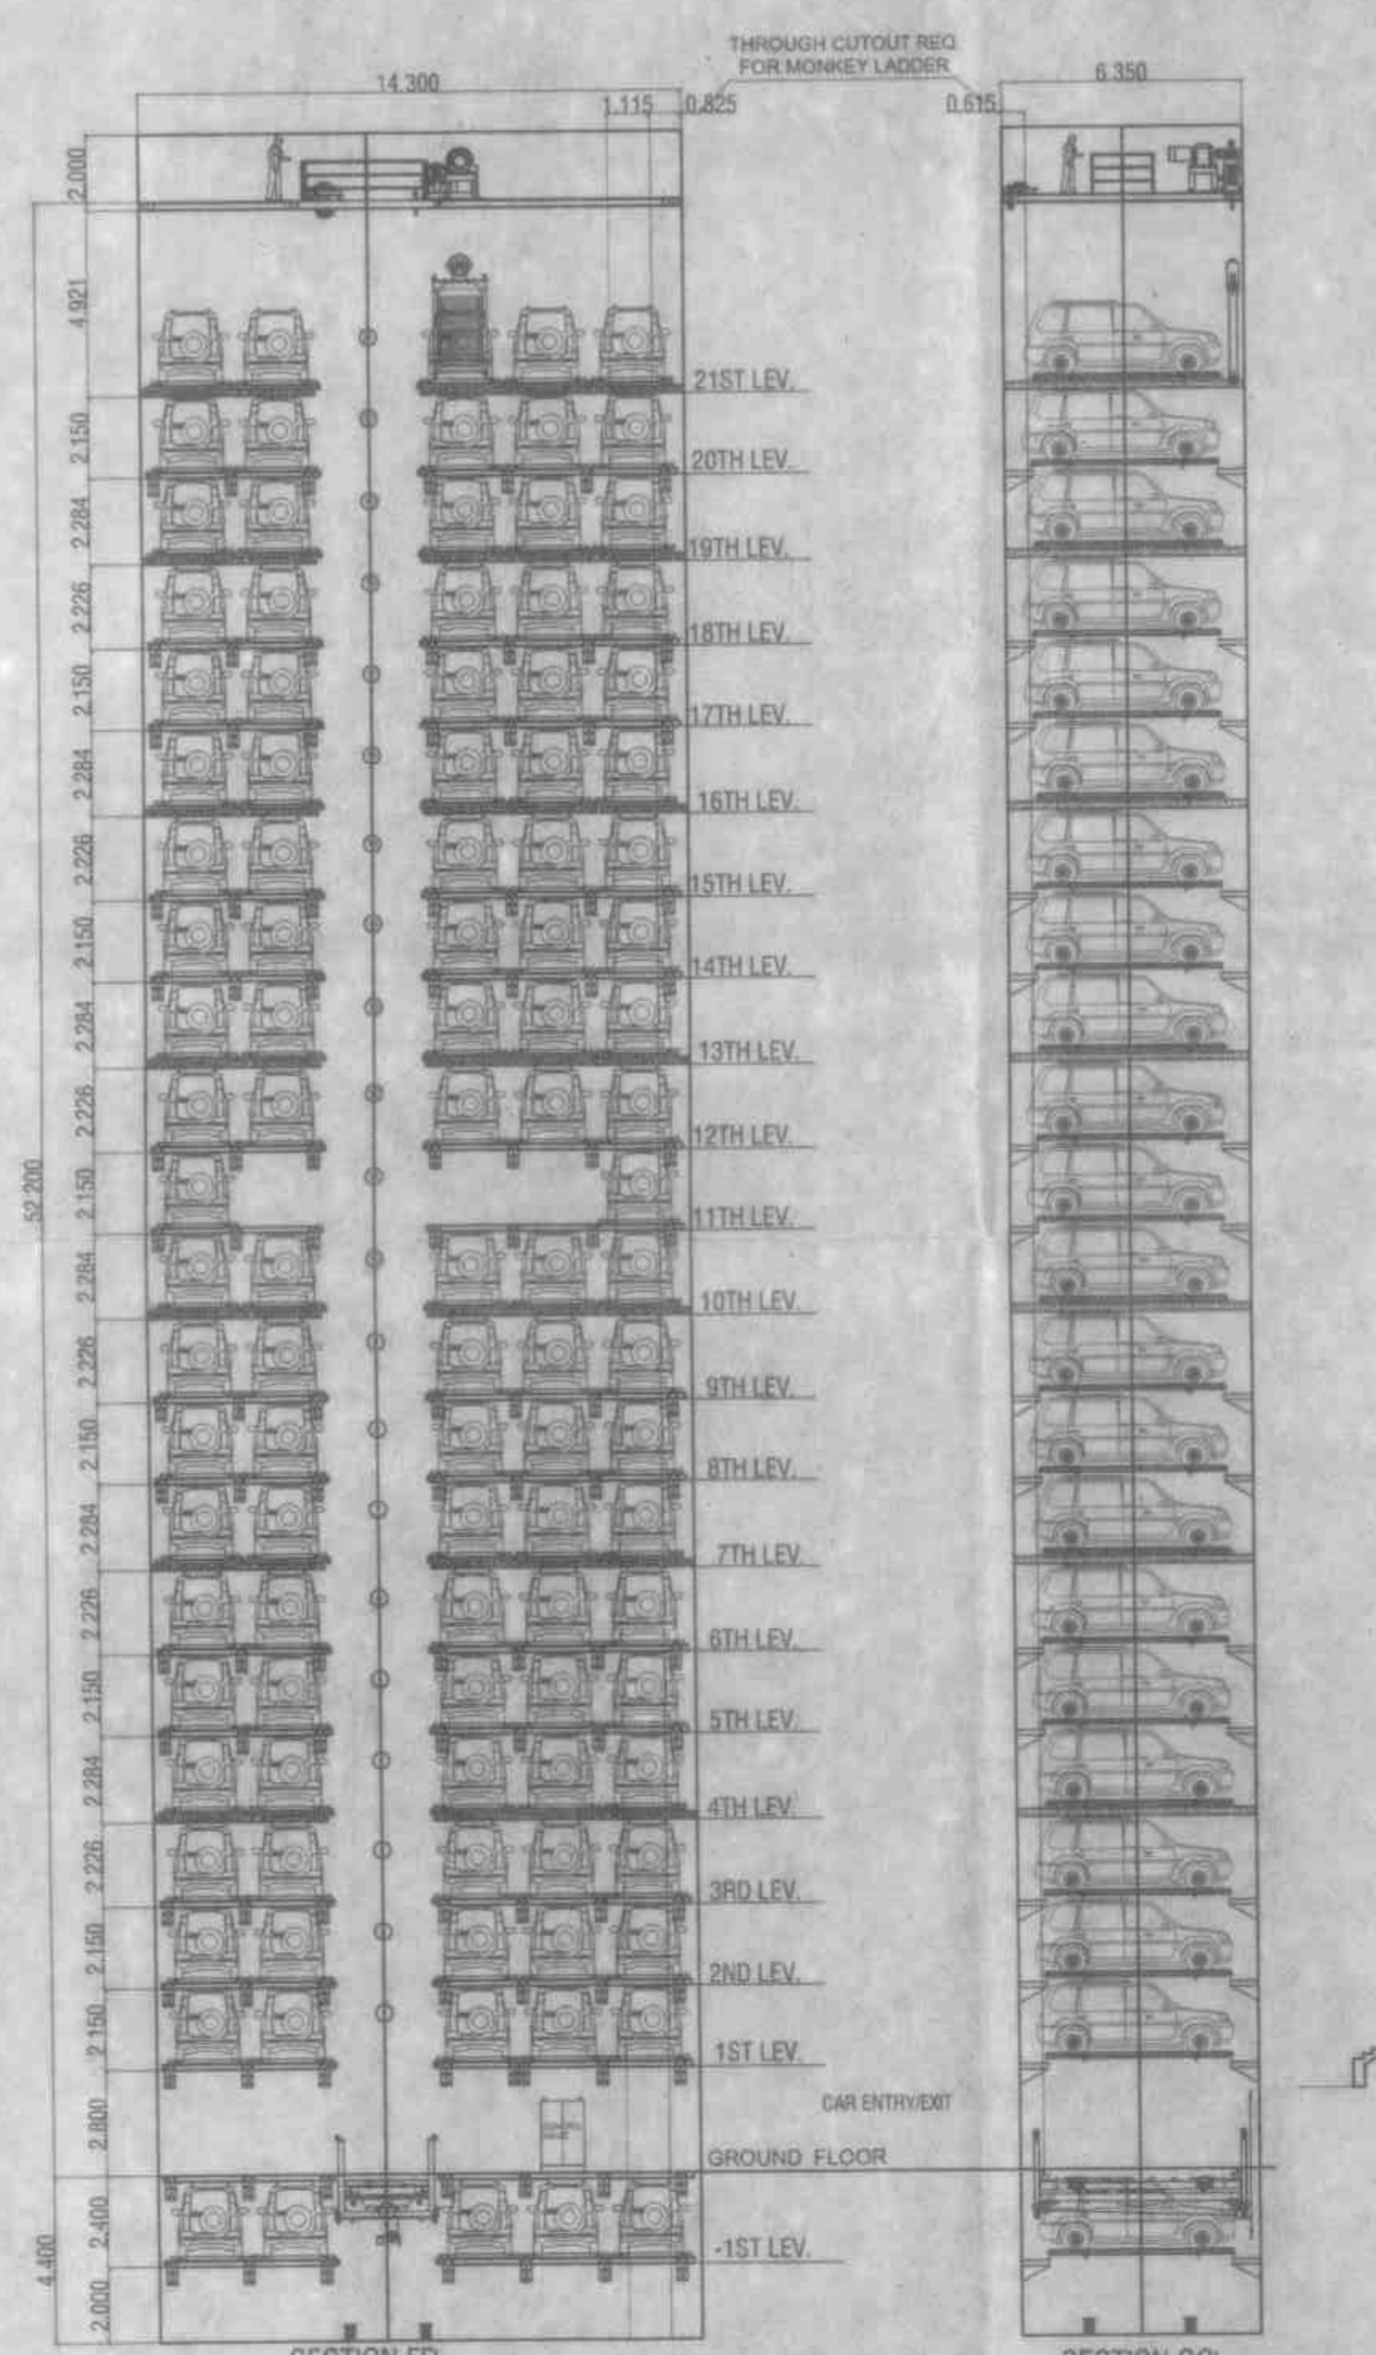 THROUGH CUTOUT REQ
FOR MONKEY LADDER
14.300
1.115
0.825
0.615
6.350
2.000
4.921
21ST LEV.
2.150
20TH LEV.
2.284
19TH LEV.
2.226
18TH LEV.
2.150
17TH LEV.
2.284
16TH LEV.
2.226
15TH LEV.
2.150
14TH LEV.
2.284
13TH LEV.
2.226
12TH LEV.
52.200
2.150
11TH LEV.
2.284
10TH LEV.
2.226
9TH LEV.
2.150
8TH LEV.
2.284
7TH LEV.
2.226
6TH LEV.
2.150
5TH LEV.
2.284
4TH LEV.
2.226
3RD LEV.
2.150
2ND LEV.
2.150
1ST LEV.
2.800
CAR ENTRY/EXIT
GROUND FLOOR
4.400
2.400
-1ST LEV.
2.000
SECTION
SECTION